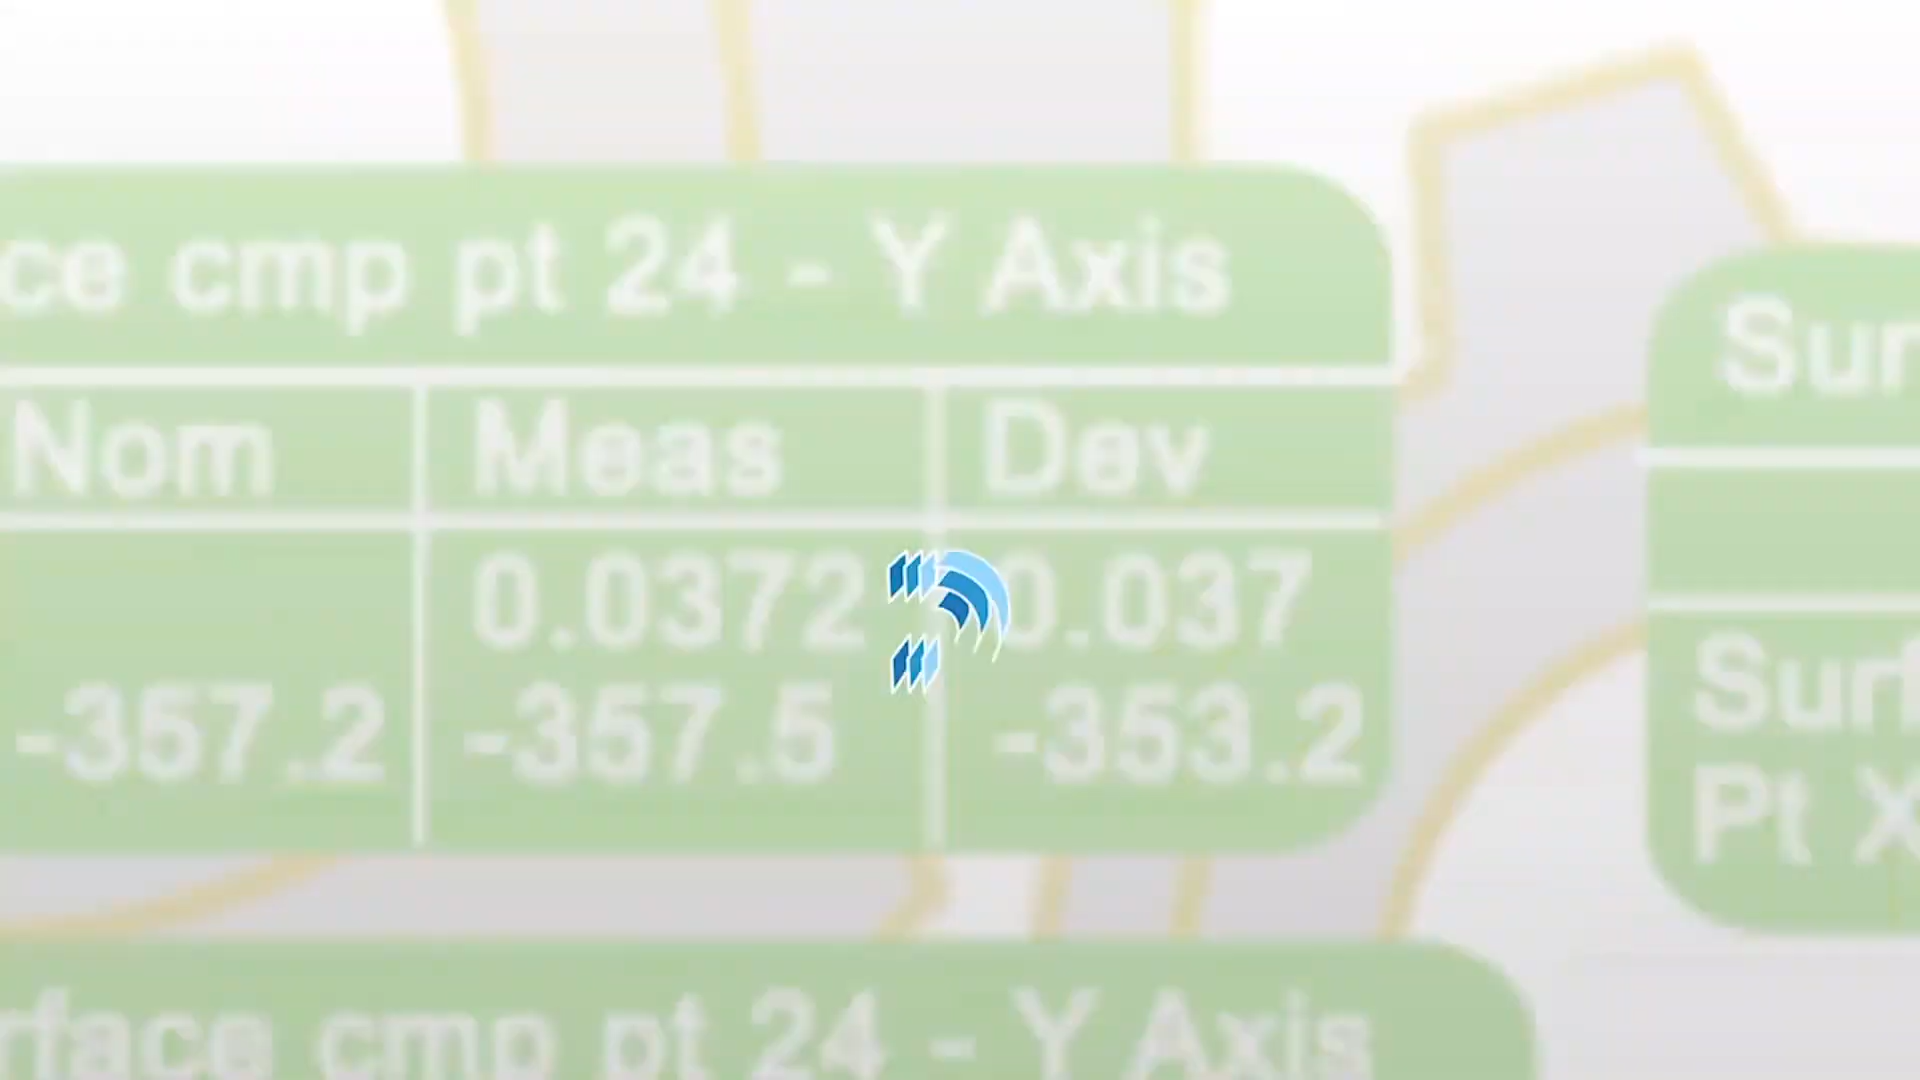 ce cmp pt 24 - Y Axis
Nom Meas Dev
0.0372 0.037
-357.2 -357.5 -353.2
Sur
Surf
Pt X
rface cmp pt 24 - Y Axis